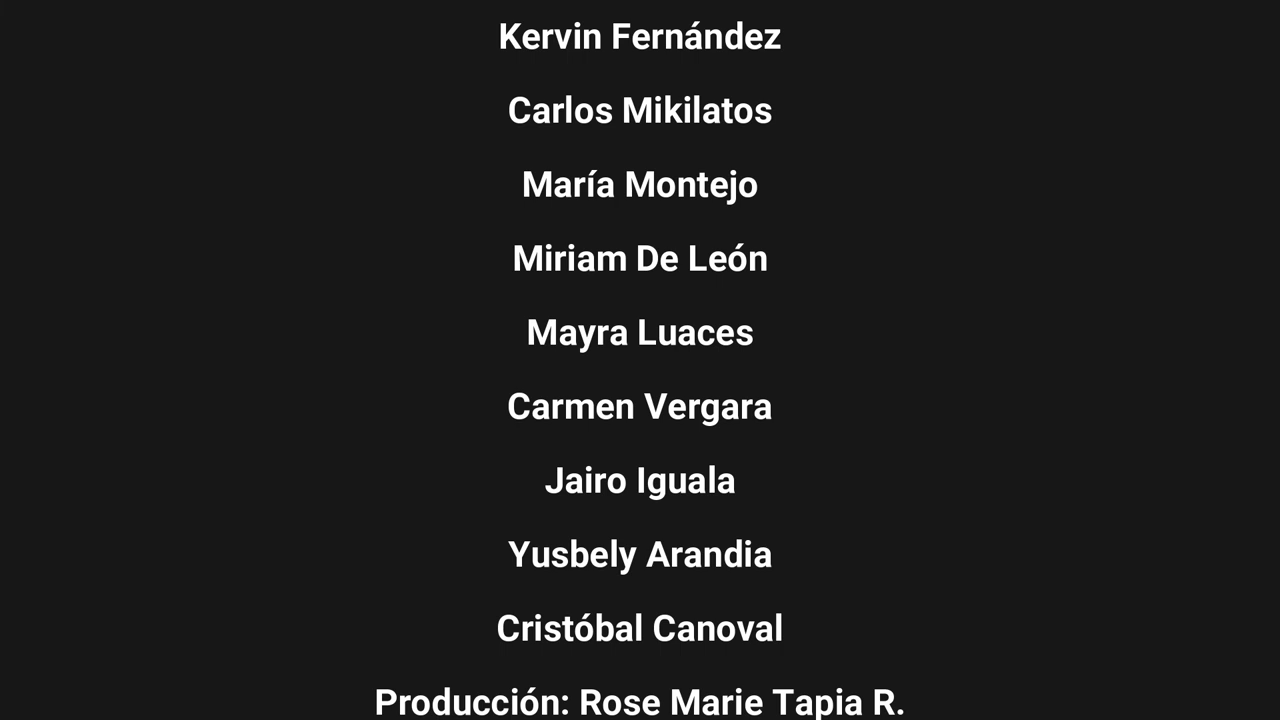 Kervin Fernández
Carlos Mikilatos
María Montejo
Miriam De León
Mayra Luaces
Carmen Vergara
Jairo Iguala
Yusbely Arandia
Cristóbal Canoval
Producción: Rose Marie Tapia R.